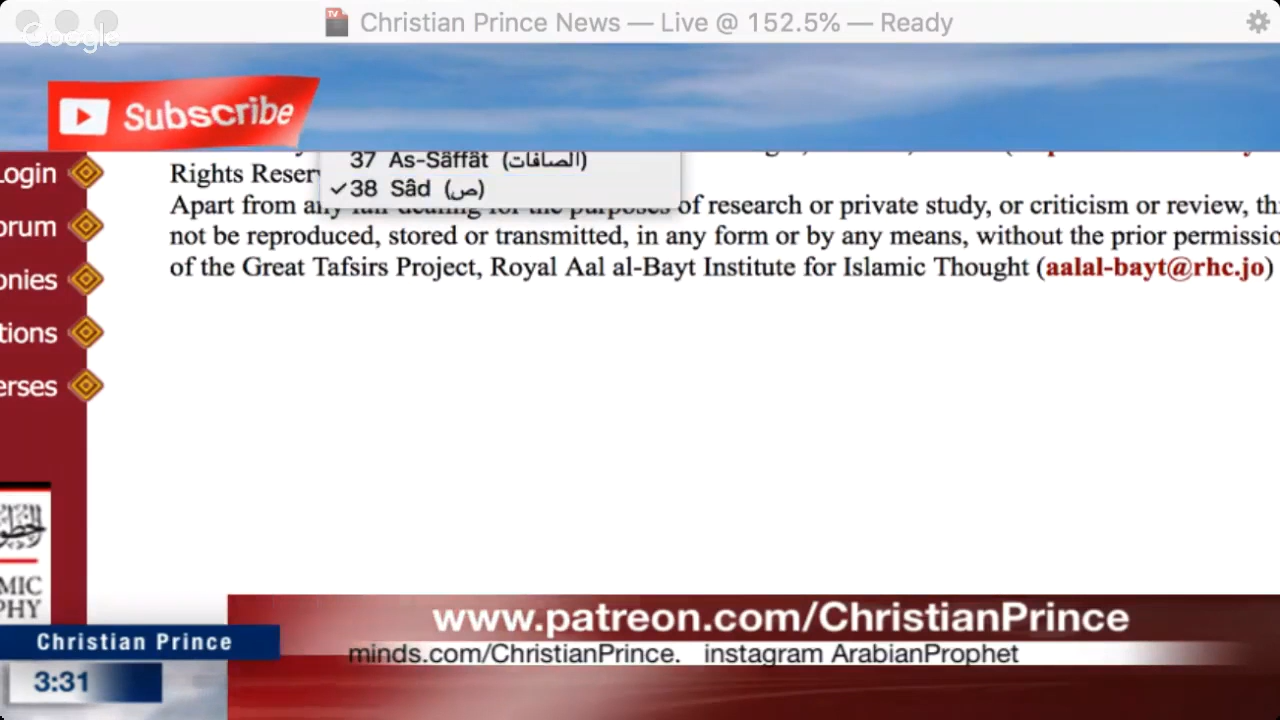 Christian Prince News — Live @ 152.5% — Ready
Google
Subscribe
37 As-Sâffât (الصافات)
Rights Reser
✓38 Sâd (ص)
Apart from any fair dealing for the purposes of research or private study, or criticism or review, th
not be reproduced, stored or transmitted, in any form or by any means, without the prior permissio
of the Great Tafsirs Project, Royal Aal al-Bayt Institute for Islamic Thought (aalal-bayt@rhc.jo)
Login
orum
onies
tions
erses
MIC
PHY
www.patreon.com/ChristianPrince
Christian Prince
minds.com/ChristianPrince. instagram ArabianProphet
3:31